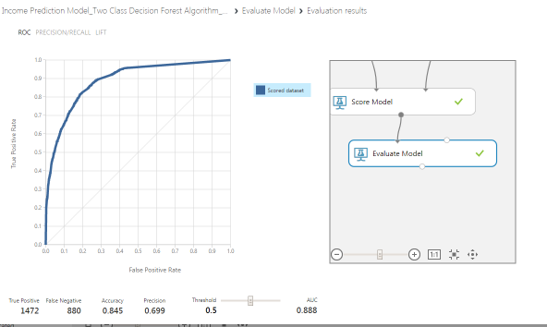 Income Prediction Model_Two Class Decision Forest Algorithm_... › Evaluate Model › Evaluation results
ROC PRECISION/RECALL LIFT
1.0
0.9
0.8
0.7
0.6
0.5
0.4
0.3
0.2
0.1
0.0
True Positive Rate
0.0 0.1 0.2 0.3 0.4 0.5 0.6 0.7 0.8 0.9 1.0
False Positive Rate
Scored dataset
Score Model
Evaluate Model
1:1
True Positive False Negative Accuracy Precision Threshold AUC
1472 880 0.845 0.699 0.5 0.888